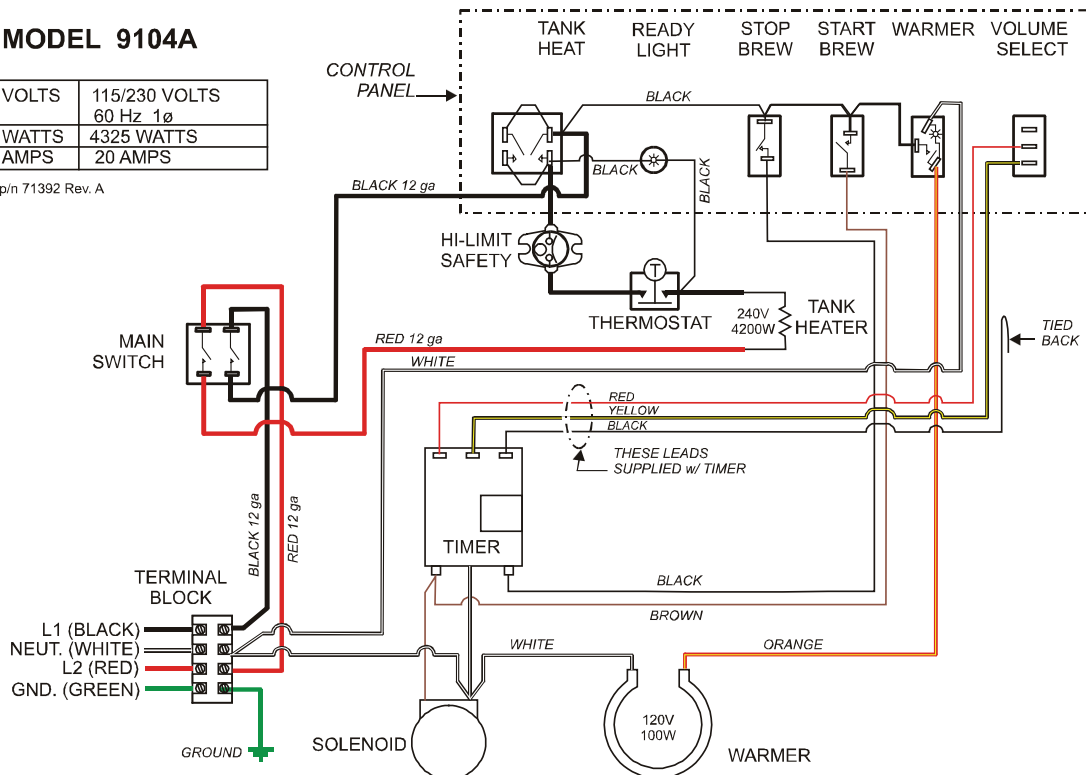 MODEL 9104A
VOLTS 115/230 VOLTS
60 Hz 1ø
WATTS 4325 WATTS
AMPS 20 AMPS
p/n 71392 Rev. A
CONTROL
PANEL
TANK
HEAT
READY
LIGHT
STOP
BREW
START
BREW
WARMER
VOLUME
SELECT
BLACK
BLACK
BLACK
BLACK 12 ga
HI-LIMIT
SAFETY
T
THERMOSTAT
240V
4200W
TANK
HEATER
MAIN
SWITCH
RED 12 ga
WHITE
TIED
BACK
RED
YELLOW
BLACK
THESE LEADS
SUPPLIED w/ TIMER
BLACK 12 ga
RED 12 ga
TIMER
BLACK
BROWN
TERMINAL
BLOCK
L1 (BLACK)
NEUT. (WHITE)
L2 (RED)
GND. (GREEN)
GROUND
WHITE
ORANGE
SOLENOID
120V
100W
WARMER